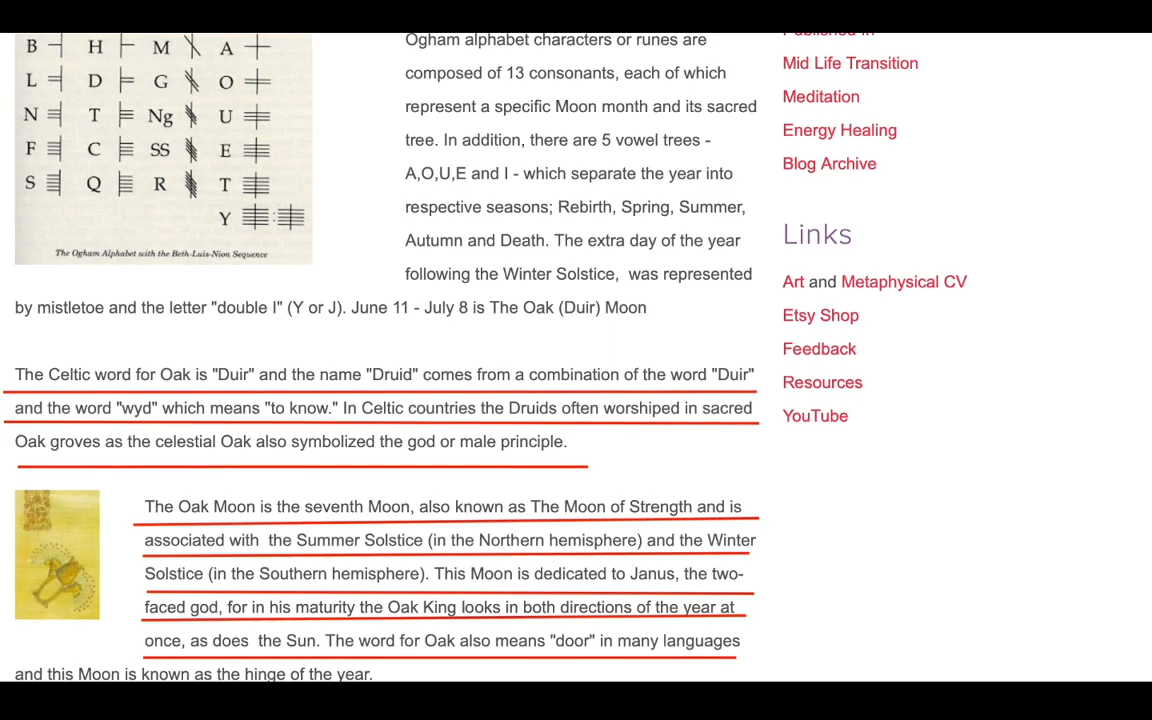 B H M A
L D G O
N T Ng U
F C SS E
S Q R T
Y
The Ogham Alphabet with the Beth-Luis-Nion Sequence
Ogham alphabet characters or runes are
composed of 13 consonants, each of which
represent a specific Moon month and its sacred
tree. In addition, there are 5 vowel trees -
A,O,U,E and I - which separate the year into
respective seasons; Rebirth, Spring, Summer,
Autumn and Death. The extra day of the year
following the Winter Solstice, was represented
by mistletoe and the letter "double I" (Y or J). June 11 - July 8 is The Oak (Duir) Moon
The Celtic word for Oak is "Duir" and the name "Druid" comes from a combination of the word "Duir"
and the word "wyd" which means "to know." In Celtic countries the Druids often worshiped in sacred
Oak groves as the celestial Oak also symbolized the god or male principle.
The Oak Moon is the seventh Moon, also known as The Moon of Strength and is
associated with the Summer Solstice (in the Northern hemisphere) and the Winter
Solstice (in the Southern hemisphere). This Moon is dedicated to Janus, the two-
faced god, for in his maturity the Oak King looks in both directions of the year at
once, as does the Sun. The word for Oak also means "door" in many languages
and this Moon is known as the hinge of the year.
Published In
Mid Life Transition
Meditation
Energy Healing
Blog Archive
Links
Art and Metaphysical CV
Etsy Shop
Feedback
Resources
YouTube